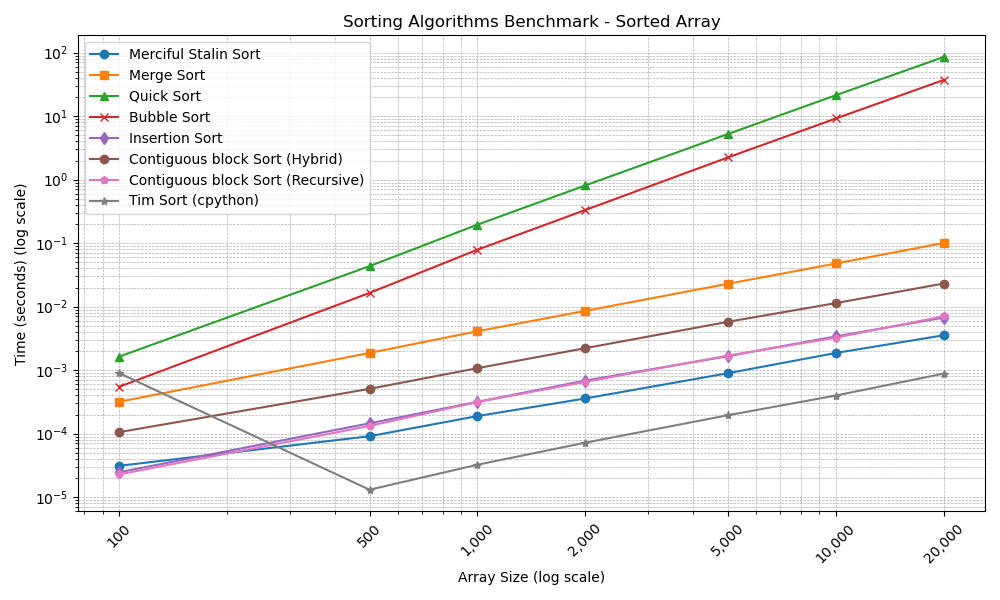 Sorting Algorithms Benchmark - Sorted Array
Time (seconds) (log scale)
10²
10¹
10⁰
10⁻¹
10⁻²
10⁻³
10⁻⁴
10⁻⁵
Merciful Stalin Sort
Merge Sort
Quick Sort
Bubble Sort
Insertion Sort
Contiguous block Sort (Hybrid)
Contiguous block Sort (Recursive)
Tim Sort (cpython)
100
500
1,000
2,000
5,000
10,000
20,000
Array Size (log scale)